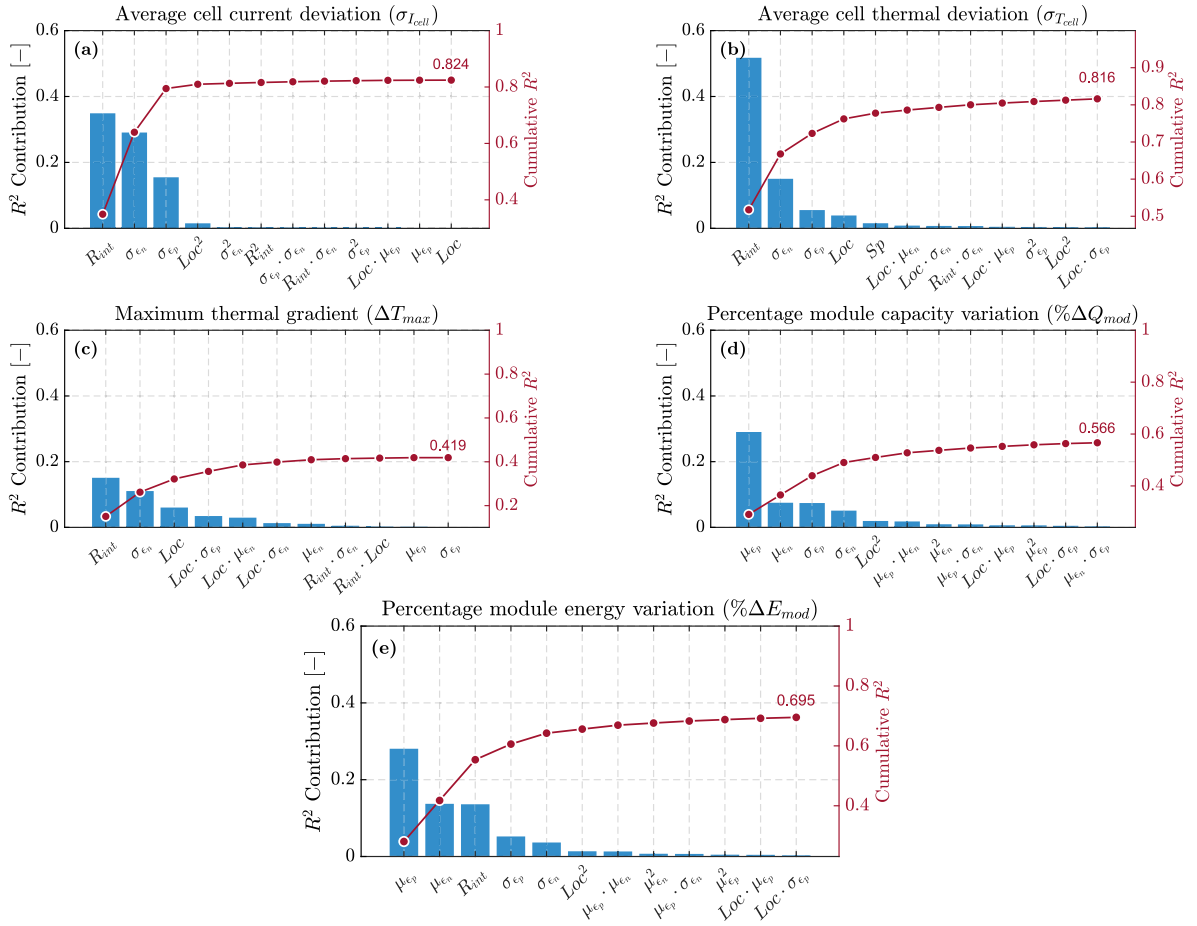 Average cell current deviation (σ_{I_{cell}})
(a)
R² Contribution [−]
0.6
0.4
0.2
0
Cumulative R²
1
0.8
0.6
0.4
0.824
R_{int} σ_{ϵ_n} σ_{ϵ_p} Loc² σ²_{ϵ_n} R²_{int} σ_{ϵ_p} · σ_{ϵ_n} R_{int} · σ_{ϵ_n} σ²_{ϵ_p} Loc · μ_{ϵ_p} μ_{ϵ_p} Loc
Average cell thermal deviation (σ_{T_{cell}})
(b)
R² Contribution [−]
0.6
0.4
0.2
0
Cumulative R²
0.9
0.8
0.7
0.6
0.5
0.816
R_{int} σ_{ϵ_n} σ_{ϵ_p} Loc Sp Loc · μ_{ϵ_n} Loc · σ_{ϵ_n} R_{int} · σ_{ϵ_n} Loc · μ_{ϵ_p} σ²_{ϵ_p} Loc² Loc · σ_{ϵ_p}
Maximum thermal gradient (ΔT_{max})
(c)
R² Contribution [−]
0.6
0.4
0.2
0
Cumulative R²
1
0.8
0.6
0.4
0.2
0.419
R_{int} σ_{ϵ_n} Loc Loc · σ_{ϵ_p} Loc · μ_{ϵ_n} Loc · σ_{ϵ_n} μ_{ϵ_n} R_{int} · σ_{ϵ_n} R_{int} · Loc μ_{ϵ_p} σ_{ϵ_p}
Percentage module capacity variation (%ΔQ_{mod})
(d)
R² Contribution [−]
0.6
0.4
0.2
0
Cumulative R²
1
0.8
0.6
0.4
0.566
μ_{ϵ_p} μ_{ϵ_n} σ_{ϵ_p} σ_{ϵ_n} Loc² μ_{ϵ_p} · μ_{ϵ_n} μ²_{ϵ_n} μ_{ϵ_p} · σ_{ϵ_n} Loc · μ_{ϵ_p} μ²_{ϵ_p} Loc · σ_{ϵ_p} μ_{ϵ_n} · σ_{ϵ_p}
Percentage module energy variation (%ΔE_{mod})
(e)
R² Contribution [−]
0.6
0.4
0.2
0
Cumulative R²
1
0.8
0.6
0.4
0.695
μ_{ϵ_p} μ_{ϵ_n} R_{int} σ_{ϵ_p} σ_{ϵ_n} Loc² μ_{ϵ_p} · μ_{ϵ_n} μ²_{ϵ_n} μ_{ϵ_p} · σ_{ϵ_n} μ²_{ϵ_p} Loc · μ_{ϵ_p} Loc · σ_{ϵ_p}